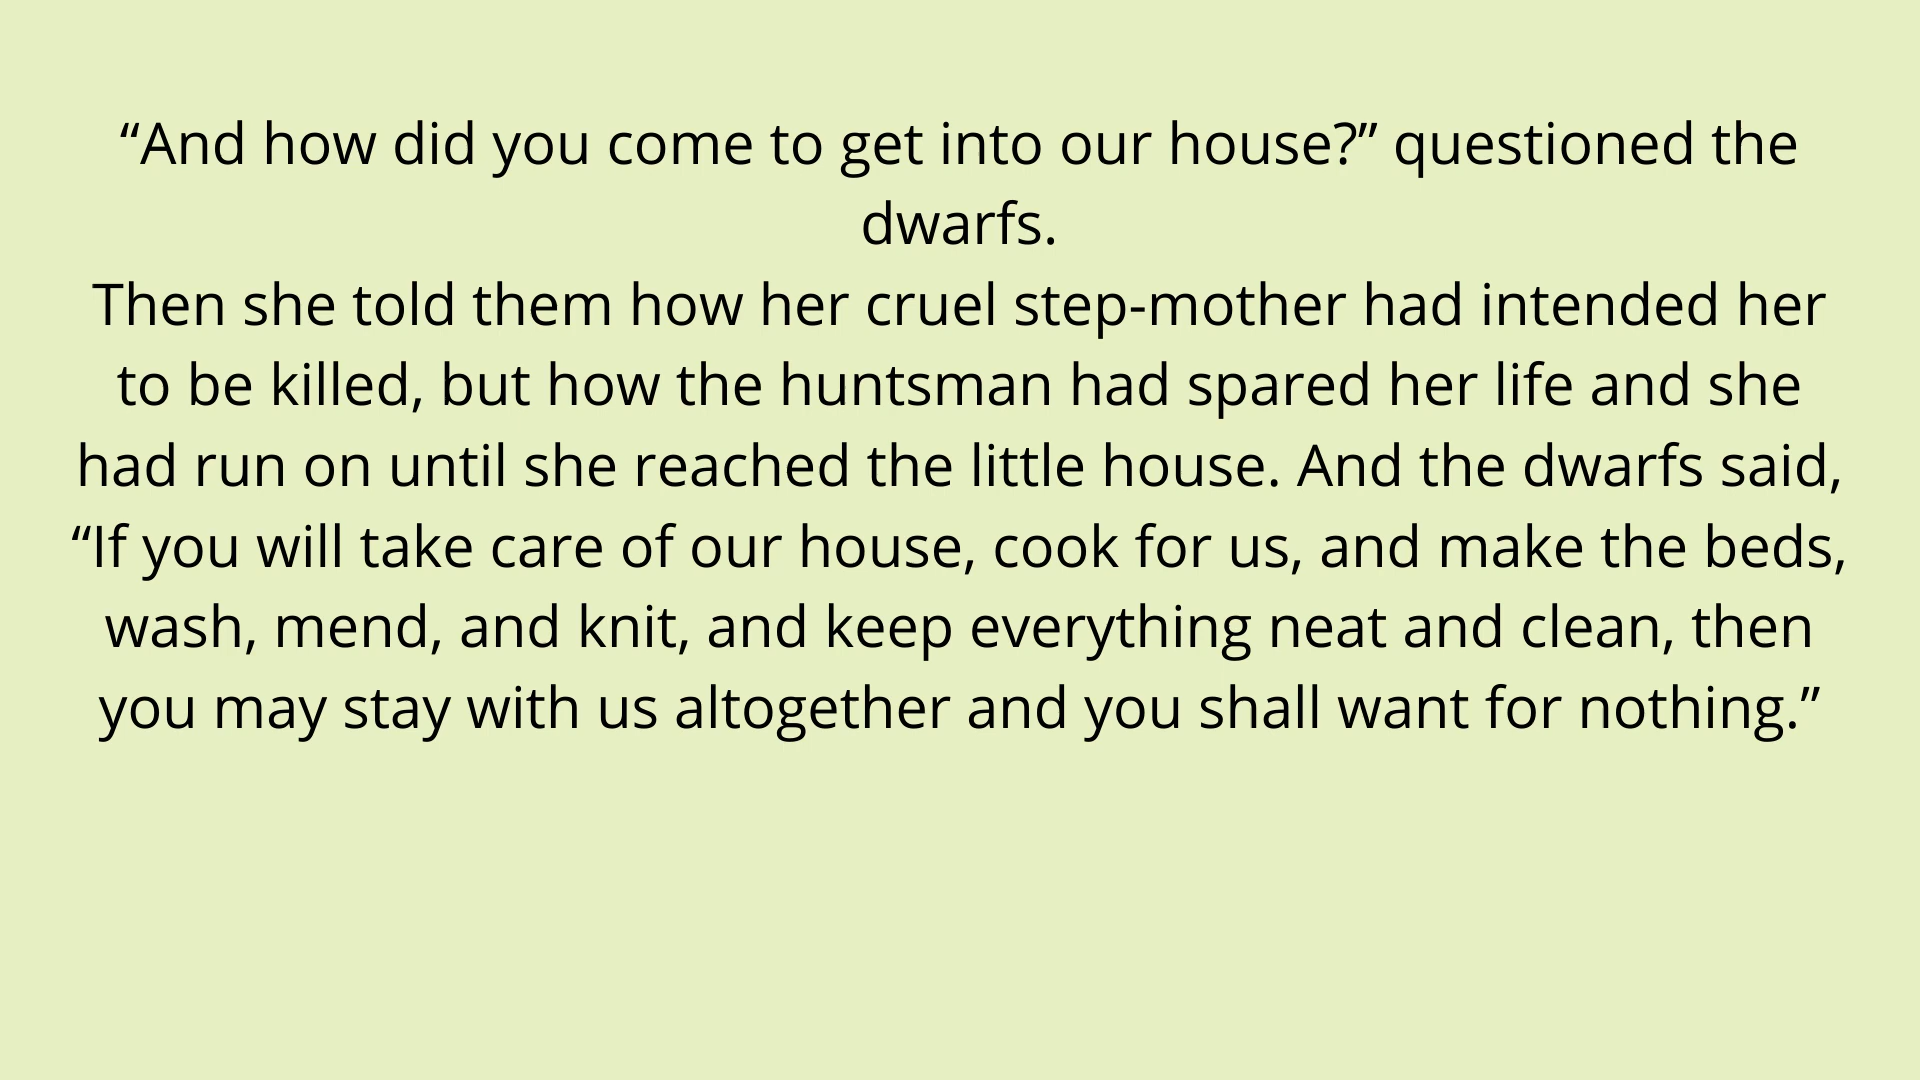 “And how did you come to get into our house?” questioned the
dwarfs.
Then she told them how her cruel step-mother had intended her
to be killed, but how the huntsman had spared her life and she
had run on until she reached the little house. And the dwarfs said,
“If you will take care of our house, cook for us, and make the beds,
wash, mend, and knit, and keep everything neat and clean, then
you may stay with us altogether and you shall want for nothing.”